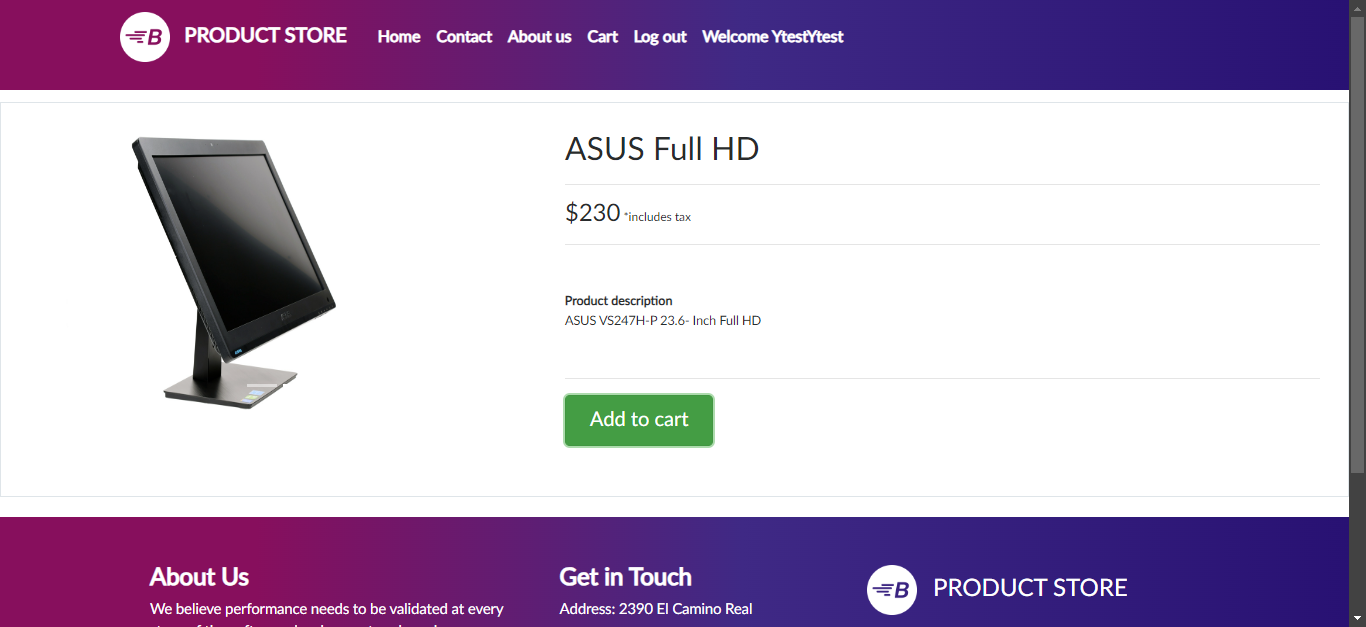 B PRODUCT STORE Home Contact About us Cart Log out Welcome YtestYtest
ASUS Full HD
$230 *includes tax
Product description
ASUS VS247H-P 23.6- Inch Full HD
Add to cart
About Us
We believe performance needs to be validated at every
Get in Touch
Address: 2390 El Camino Real
B PRODUCT STORE